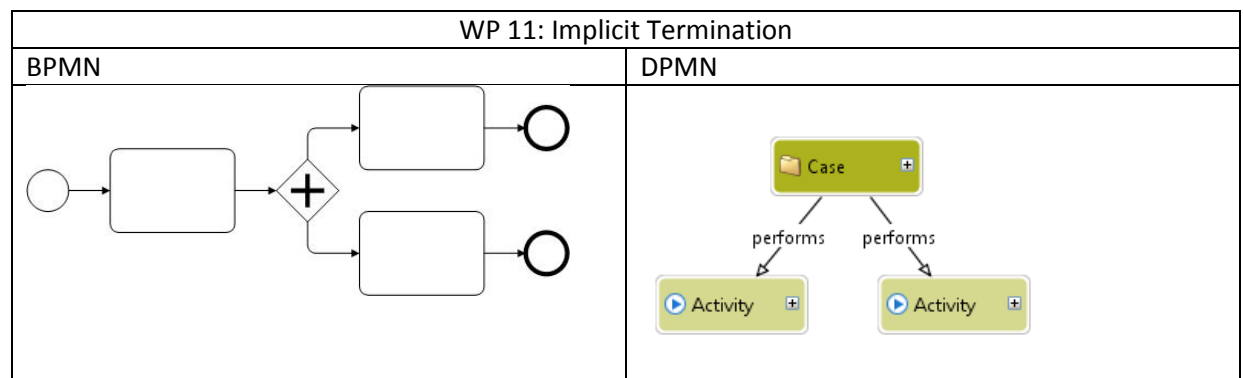 WP 11: Implicit Termination
BPMN
DPMN
Case
performs
performs
Activity
Activity